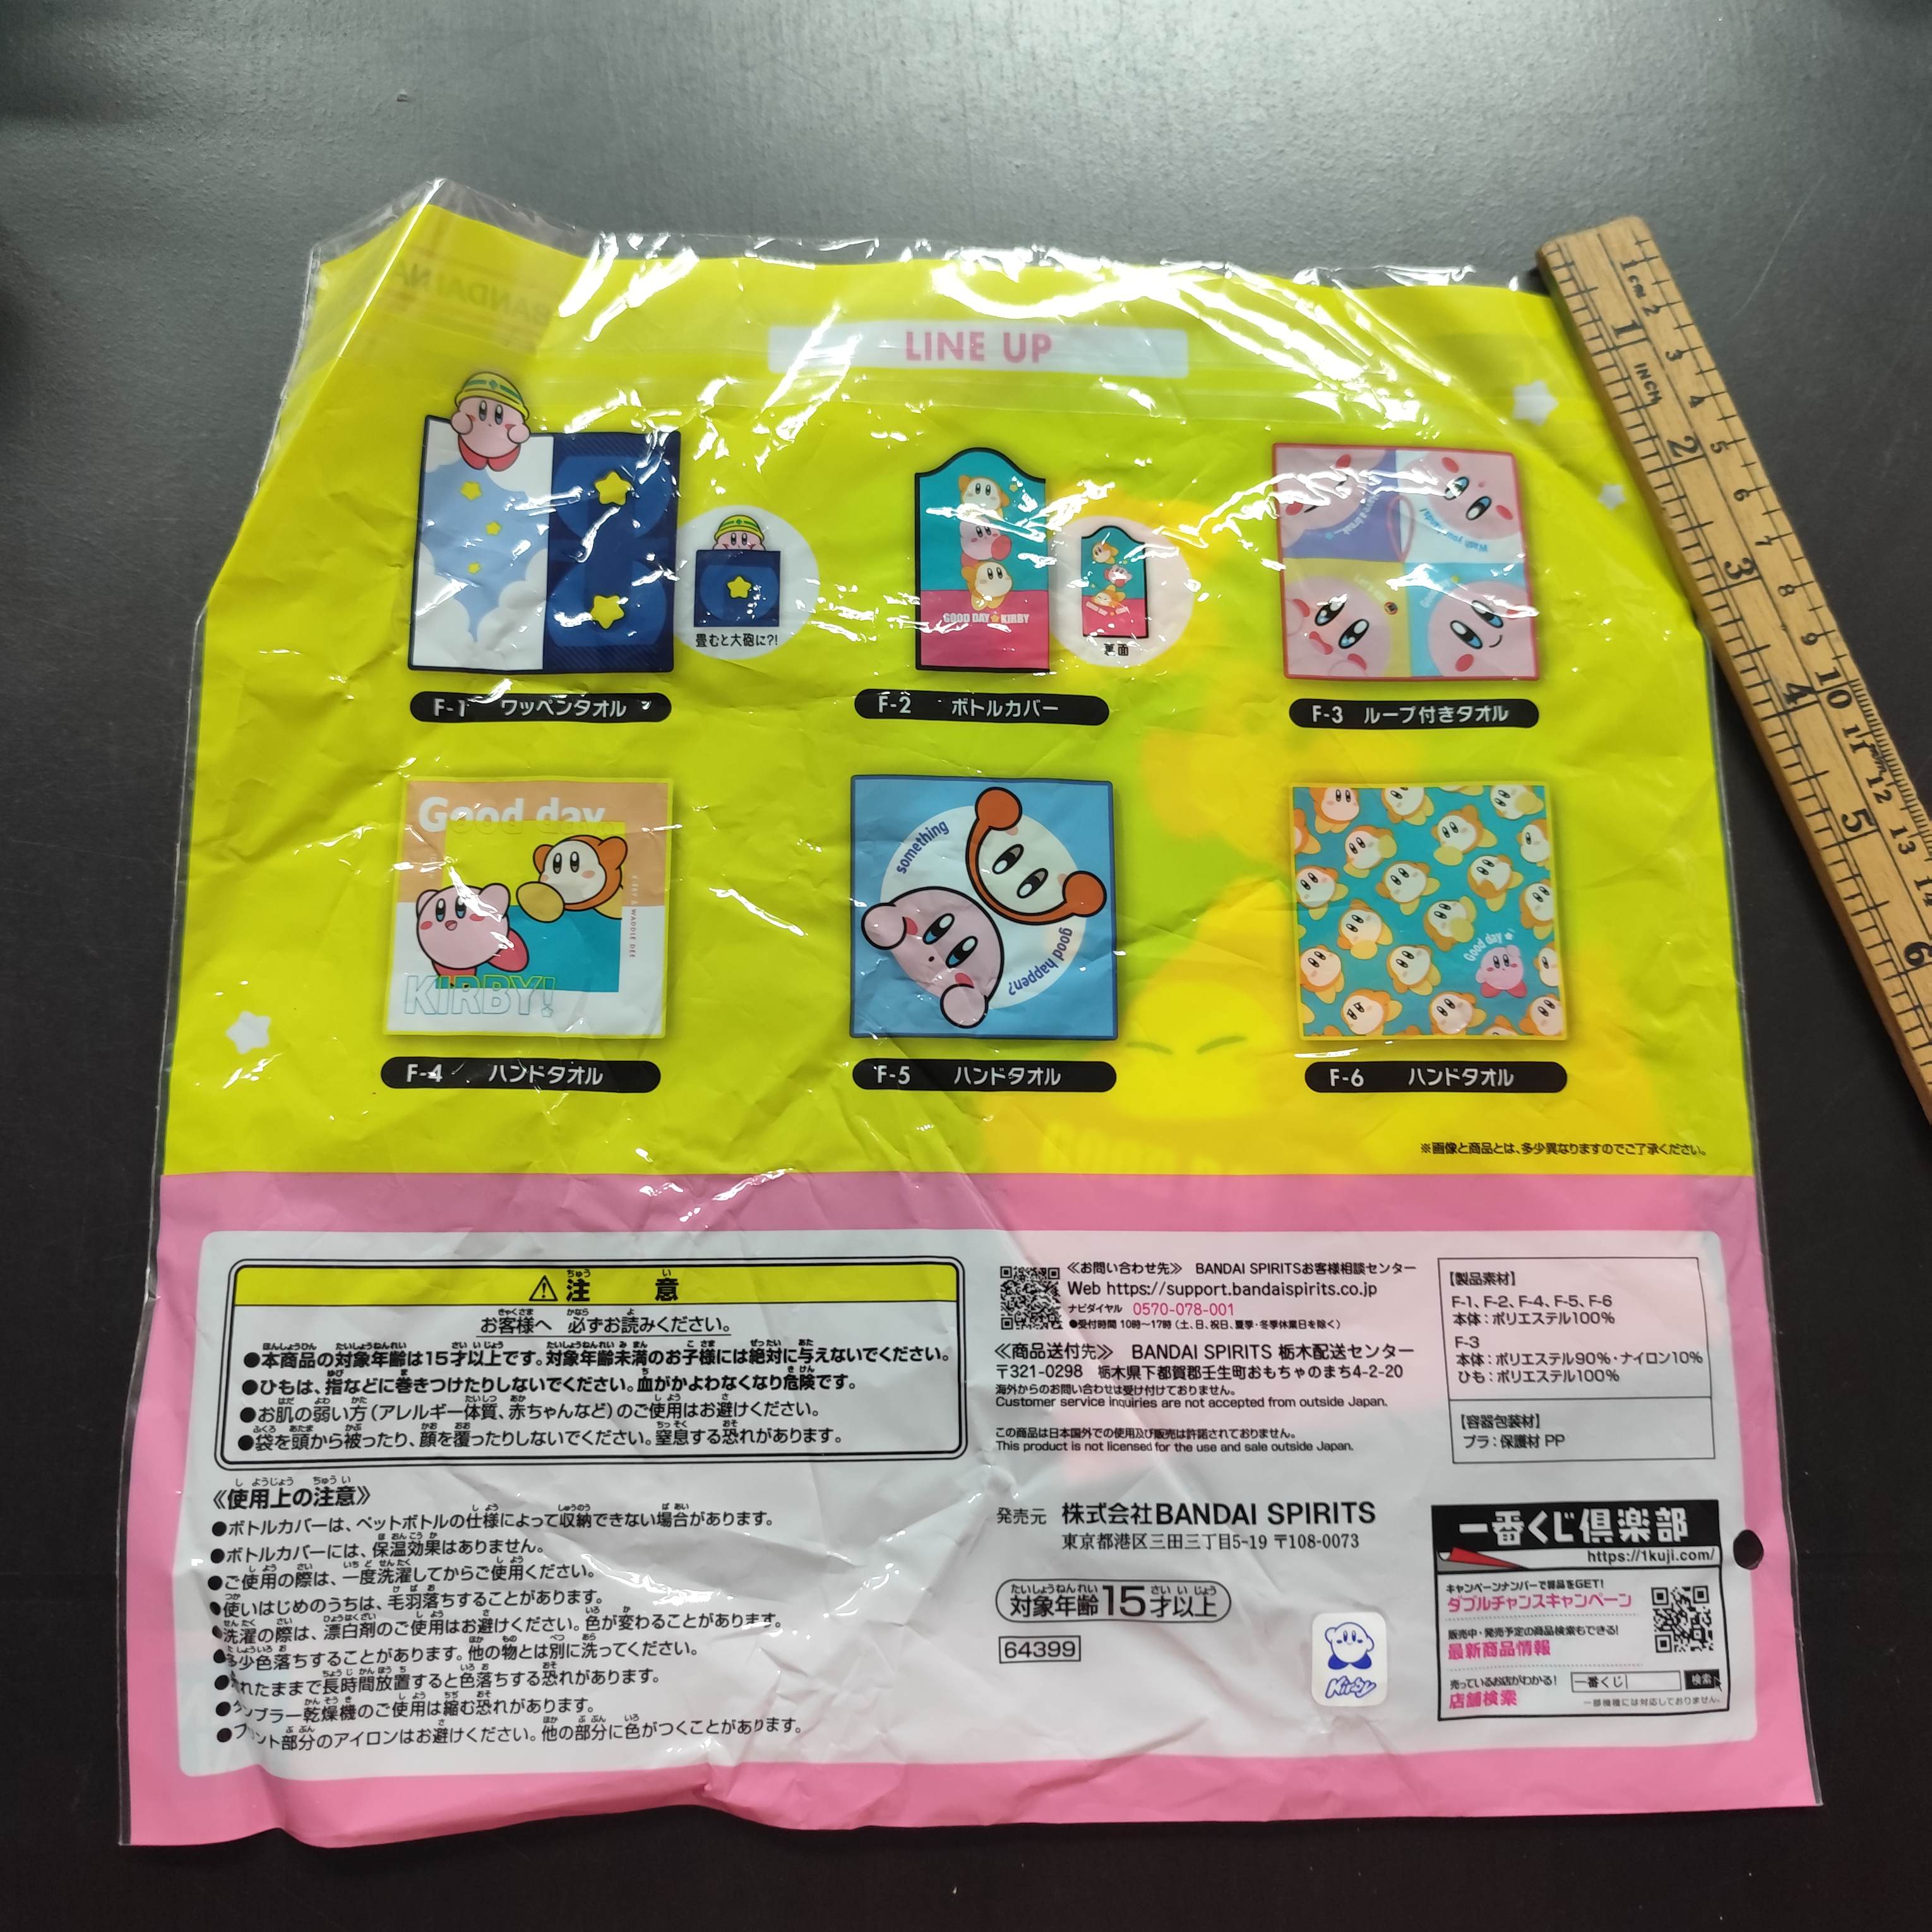 LINE UP
畳むと大砲に?!
GOOD DAY KIRBY
裏面
F-1 ワッペンタオル
F-2 ボトルカバー
F-3 ループ付きタオル
Good day
KIRBY!
something
good happen?
Good day
F-4 ハンドタオル
F-5 ハンドタオル
F-6 ハンドタオル
※画像と商品とは、多少異なりますのでご了承ください。
注意
お客様へ 必ずお読みください。
●本商品の対象年齢は15才以上です。対象年齢未満のお子様には絶対に与えないでください。
●ひもは、指などに巻きつけたりしないでください。血がかよわなくなり危険です。
●お肌の弱い方(アレルギー体質、赤ちゃんなど)のご使用はお避けください。
●袋を頭から被ったり、顔を覆ったりしないでください。窒息する恐れがあります。
《使用上の注意》
●ボトルカバーは、ペットボトルの仕様によって収納できない場合があります。
●ボトルカバーには、保温効果はありません。
●ご使用の際は、一度洗濯してからご使用ください。
●使いはじめのうちは、毛羽落ちすることがあります。
●洗濯の際は、漂白剤のご使用はお避けください。色が変わることがあります。
●多少色落ちすることがあります。他の物とは別に洗ってください。
れたままで長時間放置すると色落ちする恐れがあります。
●タンブラー乾燥機のご使用は縮む恐れがあります。
●プリント部分のアイロンはお避けください。他の部分に色がつくことがあります。
《お問い合わせ先》 BANDAI SPIRITSお客様相談センター
Web https://support.bandaispirits.co.jp
ナビダイヤル 0570-078-001
●受付時間 10時〜17時(土、日、祝日、夏季・冬季休業日を除く)
《商品送付先》 BANDAI SPIRITS 栃木配送センター
〒321-0298 栃木県下都賀郡壬生町おもちゃのまち4-2-20
海外からのお問い合わせは受け付けておりません。
Customer service inquiries are not accepted from outside Japan.
この商品は日本国外での使用及び販売は許諾されておりません。
This product is not licensed for the use and sale outside Japan.
発売元 株式会社BANDAI SPIRITS
東京都港区三田三丁目5-19 〒108-0073
対象年齢15才以上
64399
Kirby
【製品素材】
F-1、F-2、F-4、F-5、F-6
本体:ポリエステル100%
F-3
本体:ポリエステル90%・ナイロン10%
ひも:ポリエステル100%
【容器包装材】
プラ:保護材 PP
一番くじ倶楽部
https://1kuji.com/
キャンペーンナンバーで賞品をGET!
ダブルチャンスキャンペーン
販売中・発売予定の商品検索もできる!
最新商品情報
売っているお店がわかる!
店舗検索
一番くじ 検索
一部機種には対応しておりません。
1cm 2 3 4 5 6 7 8 9 10 11 12 13 14
1 INCH 2 3 4 5 6